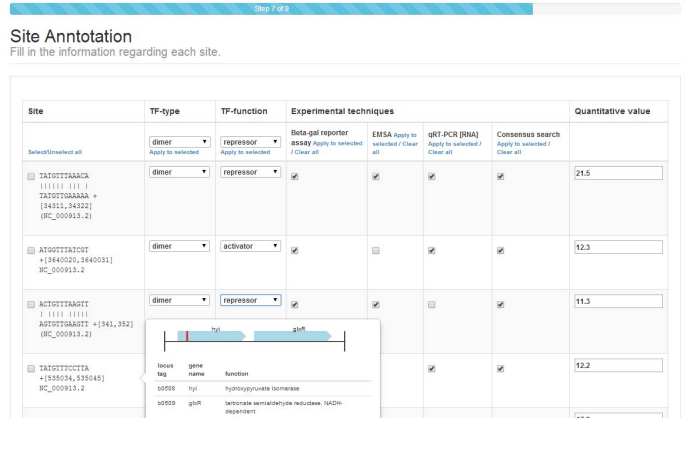 Step 7 of 9
Site Anntotation
Fill in the information regarding each site.
Site TF-type TF-function Experimental techniques Quantitative value
Select/Unselect all
dimer
Apply to selected
repressor
Apply to selected
Beta-gal reporter
assay Apply to selected
/ Clear all
EMSA Apply to
selected / Clear
all
qRT-PCR [RNA]
Apply to selected /
Clear all
Consensus search
Apply to selected /
Clear all
TATGTTTAAACA
|||||| ||| |
TATGTTGAAAAA +
[34311,34322]
(NC_000913.2)
dimer
repressor
21.5
ATGGTTTATCGT
+[3640020,3640031]
NC_000913.2
dimer
activator
12.3
ACTGTTTAAGTT
| |||| |||||
AGTGTTGAAGTT +[341,352]
(NC_000913.2)
dimer
repressor
11.3
TATGTTTCCTTA
+[535034,535045]
NC_000913.2
12.2
hyi glxR
locus
tag
gene
name
function
b0508 hyi hydroxypyruvate isomerase
b0509 glxR tartronate semialdehyde reductase, NADH-
dependent